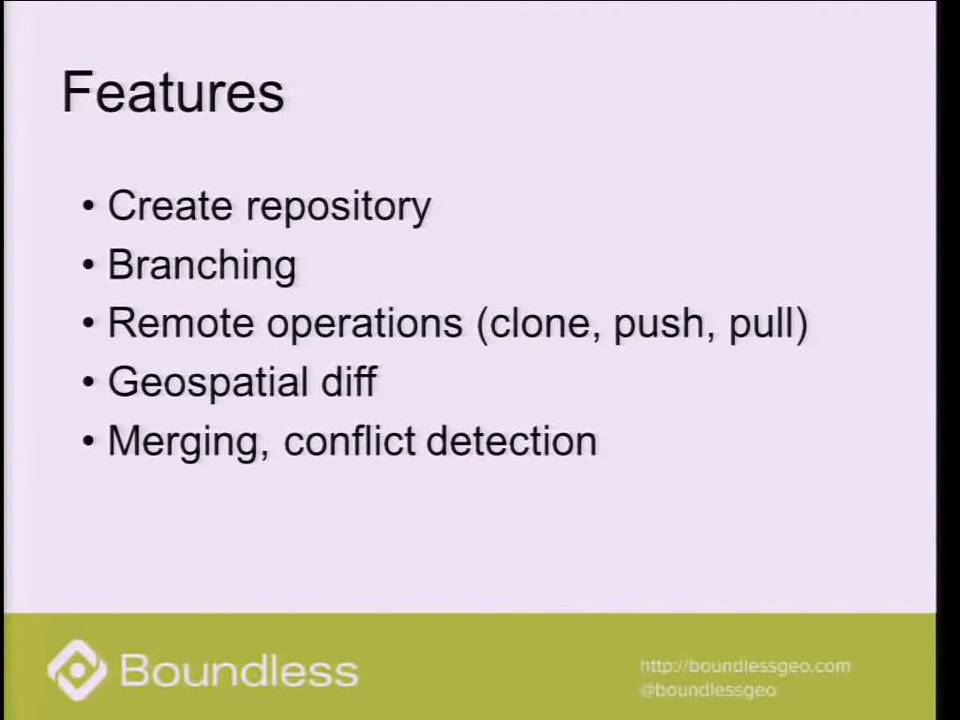 Features
• Create repository
• Branching
• Remote operations (clone, push, pull)
• Geospatial diff
• Merging, conflict detection
Boundless
http://boundlessgeo.com
@boundlessgeo